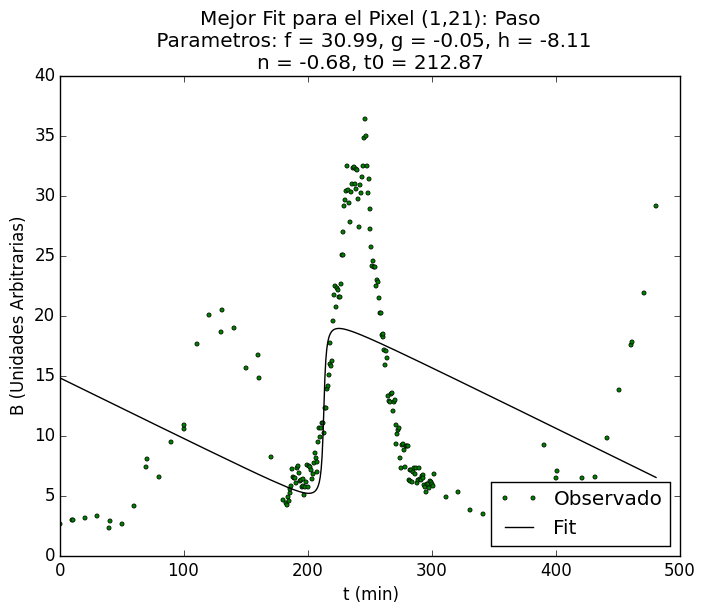 Mejor Fit para el Pixel (1,21): Paso
Parametros: f = 30.99, g = -0.05, h = -8.11
n = -0.68, t0 = 212.87
40
35
30
25
20
15
10
5
0
B (Unidades Arbitrarias)
Observado
Fit
0 100 200 300 400 500
t (min)